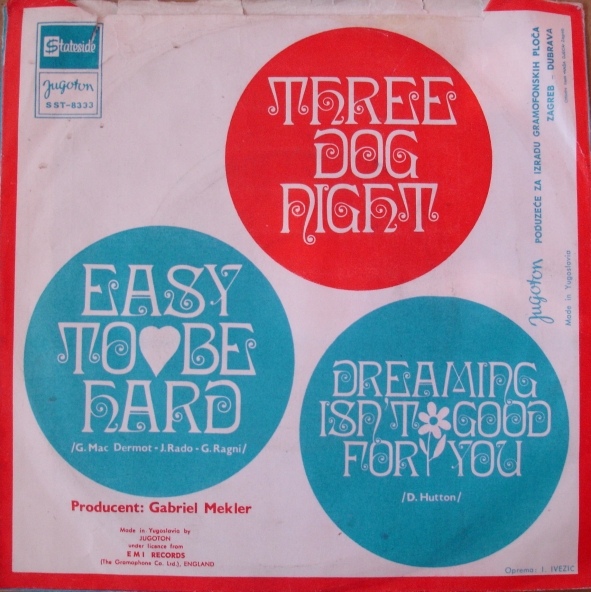 Stateside
Jugoton
SST-8333
THREE
DOG
NIGHT
EASY
TO BE
HARD
/G. Mac Dermot - J. Rado - G. Ragni/
DREAMING
ISN'T GOOD
FOR YOU
/D. Hutton/
Producent: Gabriel Mekler
Made in Yugoslavia by
JUGOTON
under licence from
EMI RECORDS
(The Gramophone Co. Ltd.), ENGLAND
Jugoton PODUZEĆE ZA IZRADU GRAMOFONSKIH PLOČA
ZAGREB - DUBRAVA
Made in Yugoslavia
Oprema: I. IVEZIĆ